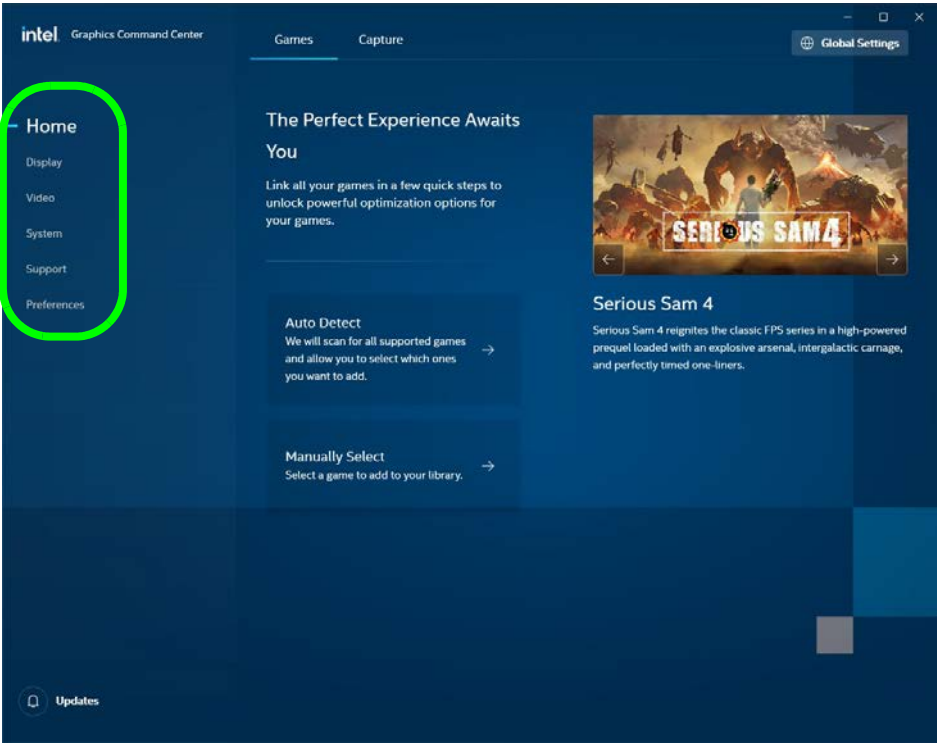 intel. Graphics Command Center
Games
Capture
Global Settings
Home
Display
Video
System
Support
Preferences
Updates
The Perfect Experience Awaits
You
Link all your games in a few quick steps to
unlock powerful optimization options for
your games.
Auto Detect
We will scan for all supported games
and allow you to select which ones
you want to add.
Manually Select
Select a game to add to your library.
SERIOUS SAM 4
Serious Sam 4
Serious Sam 4 reignites the classic FPS series in a high-powered
prequel loaded with an explosive arsenal, intergalactic carnage,
and perfectly timed one-liners.